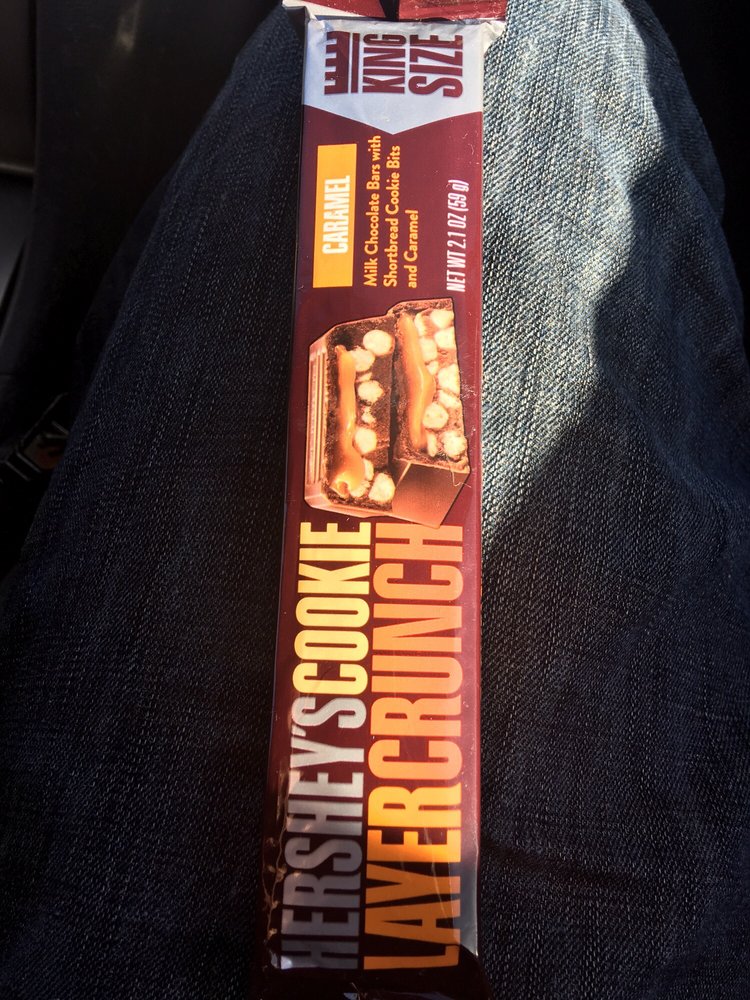 HERSHEY'S COOKIE
LAYER CRUNCH
CARAMEL
Milk Chocolate Bars with
Shortbread Cookie Bits
and Caramel
NET WT 2.1 OZ (59 g)
KING
SIZE